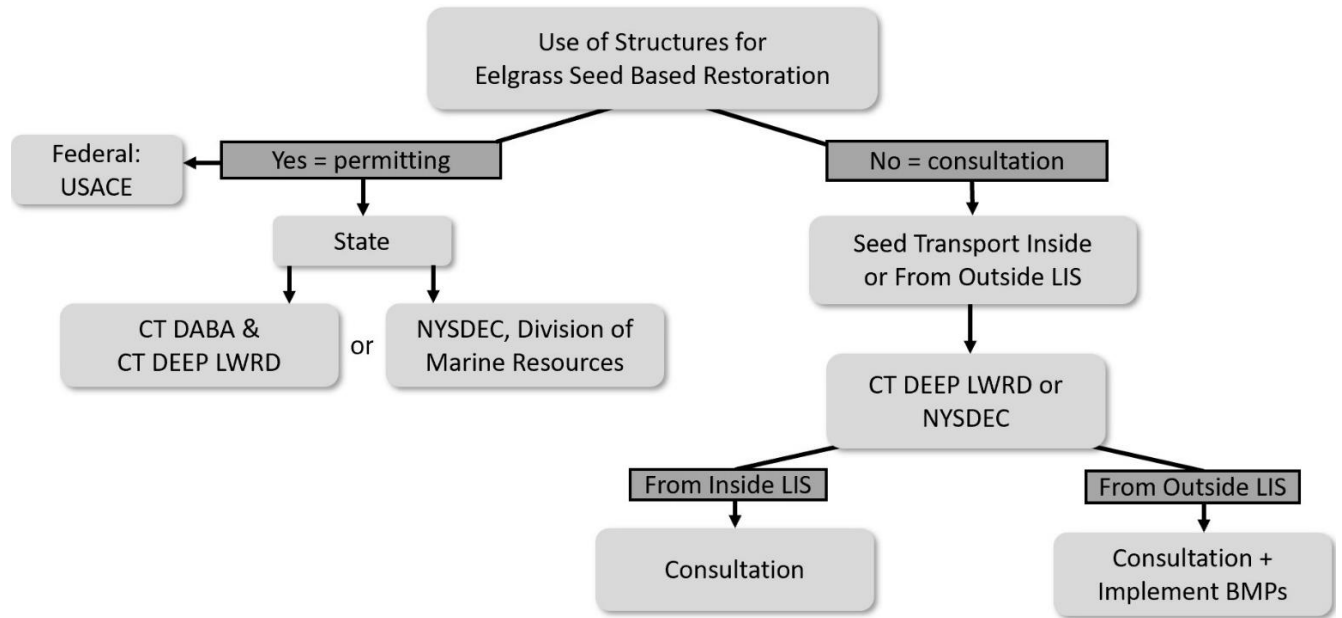 Use of Structures for
Eelgrass Seed Based Restoration
Federal:
USACE
Yes = permitting
No = consultation
State
Seed Transport Inside
or From Outside LIS
CT DABA &
CT DEEP LWRD
or
NYSDEC, Division of
Marine Resources
CT DEEP LWRD or
NYSDEC
From Inside LIS
From Outside LIS
Consultation
Consultation +
Implement BMPs